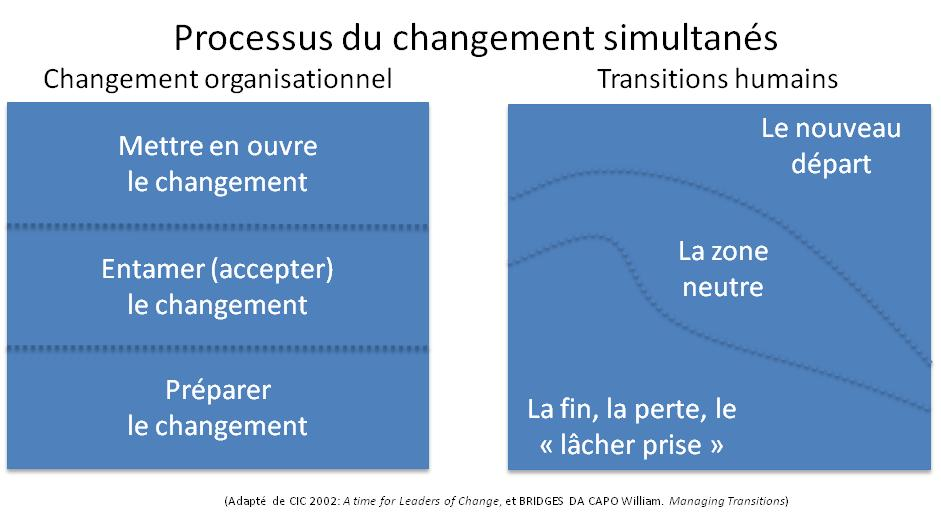 Processus du changement simultanés
Changement organisationnel
Mettre en ouvre
le changement
Entamer (accepter)
le changement
Préparer
le changement
Transitions humains
Le nouveau
départ
La zone
neutre
La fin, la perte, le
« lâcher prise »
(Adapté de CIC 2002: A time for Leaders of Change, et BRIDGES DA CAPO William. Managing Transitions)